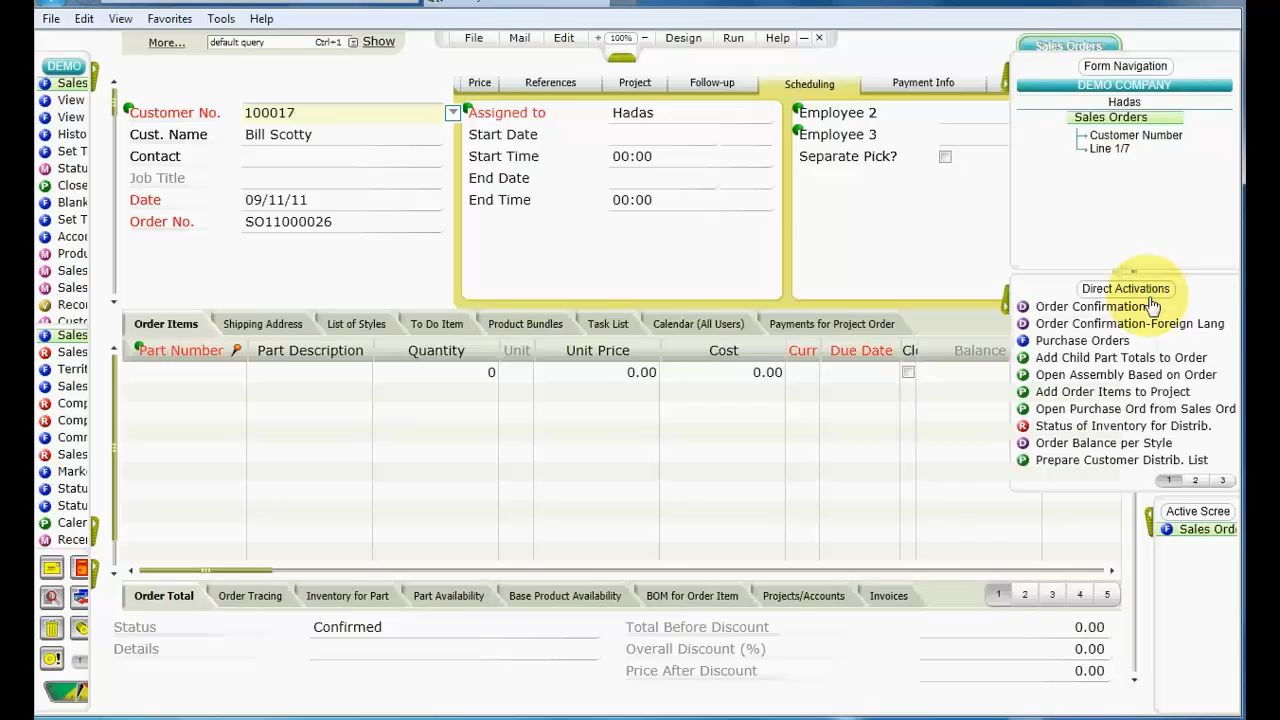 File Edit View Favorites Tools Help
More... default query Ctrl+1 Show
File Mail Edit + 100% - Design Run Help
Sales Orders
Form Navigation
DEMO COMPANY
Hadas
Sales Orders
Customer Number
Line 1/7
DEMO
Sales
View
View
Histo
Set T
Statu
Close
Blank
Set T
Acco
Produ
Sales
Sales
Reco
Custo
Sales
Sales
Territ
Sales
Comp
Comp
Comm
Sales
Mark
Statu
Statu
Caler
Recei
1
Price References Project Follow-up Scheduling Payment Info
Customer No. 100017
Cust. Name Bill Scotty
Contact
Job Title
Date 09/11/11
Order No. SO11000026
Assigned to Hadas
Start Date
Start Time 00:00
End Date
End Time 00:00
Employee 2
Employee 3
Separate Pick?
Direct Activations
Order Confirmation
Order Confirmation-Foreign Lang
Purchase Orders
Add Child Part Totals to Order
Open Assembly Based on Order
Add Order Items to Project
Open Purchase Ord from Sales Ord
Status of Inventory for Distrib.
Order Balance per Style
Prepare Customer Distrib. List
1 2 3
Order Items Shipping Address List of Styles To Do Item Product Bundles Task List Calendar (All Users) Payments for Project Order
Part Number Part Description Quantity Unit Unit Price Cost Curr Due Date Clo Balance
0 0.00 0.00
Active Scree
Sales Ord
Order Total Order Tracing Inventory for Part Part Availability Base Product Availability BOM for Order Item Projects/Accounts Invoices 1 2 3 4 5
Status Confirmed
Details
Total Before Discount 0.00
Overall Discount (%) 0.00
Price After Discount 0.00